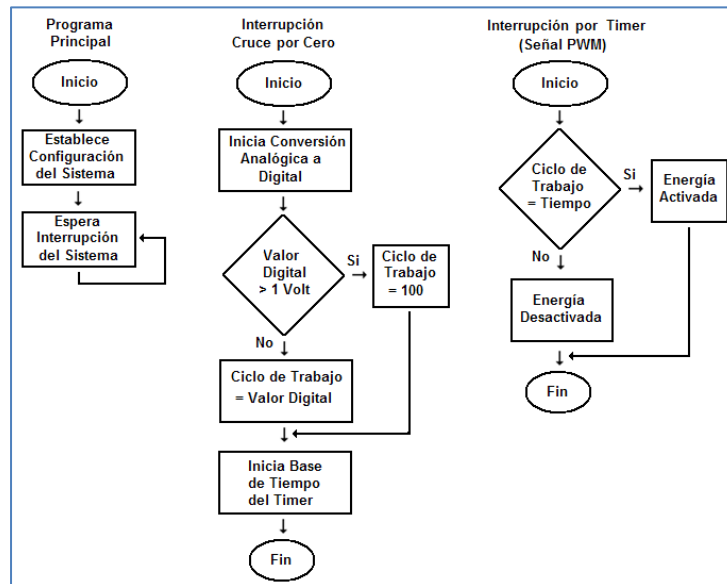 Programa
Principal
Inicio
Establece
Configuración
del Sistema
Espera
Interrupción
del Sistema
Interrupción
Cruce por Cero
Inicio
Inicia Conversión
Analógica a
Digital
Valor
Digital
> 1 Volt
Si
Ciclo de
Trabajo
= 100
No
Ciclo de Trabajo
= Valor Digital
Inicia Base
de Tiempo
del Timer
Fin
Interrupción por Timer
(Señal PWM)
Inicio
Ciclo de
Trabajo
= Tiempo
Si
Energía
Activada
No
Energía
Desactivada
Fin